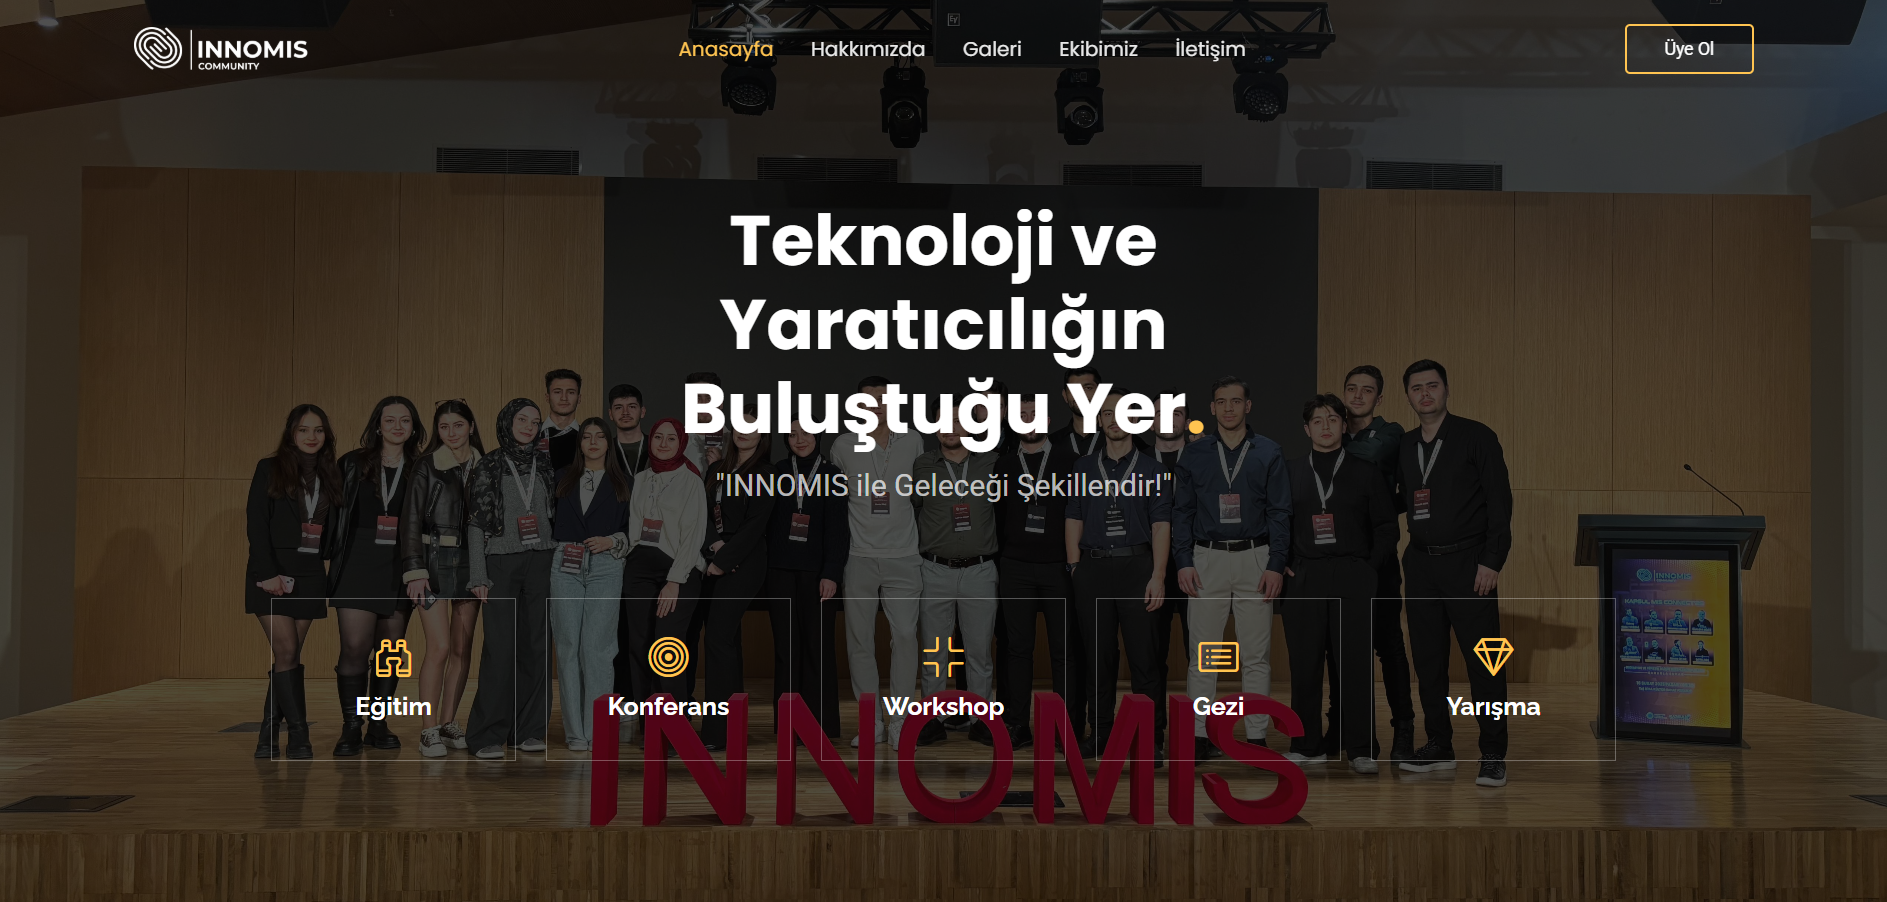 INNOMIS
COMMUNITY
Anasayfa Hakkımızda Galeri Ekibimiz İletişim
Üye Ol
Teknoloji ve
Yaratıcılığın
Buluştuğu Yer.
"INNOMIS ile Geleceği Şekillendir!"
INNOMIS
Eğitim Konferans Workshop Gezi Yarışma
INNOMIS